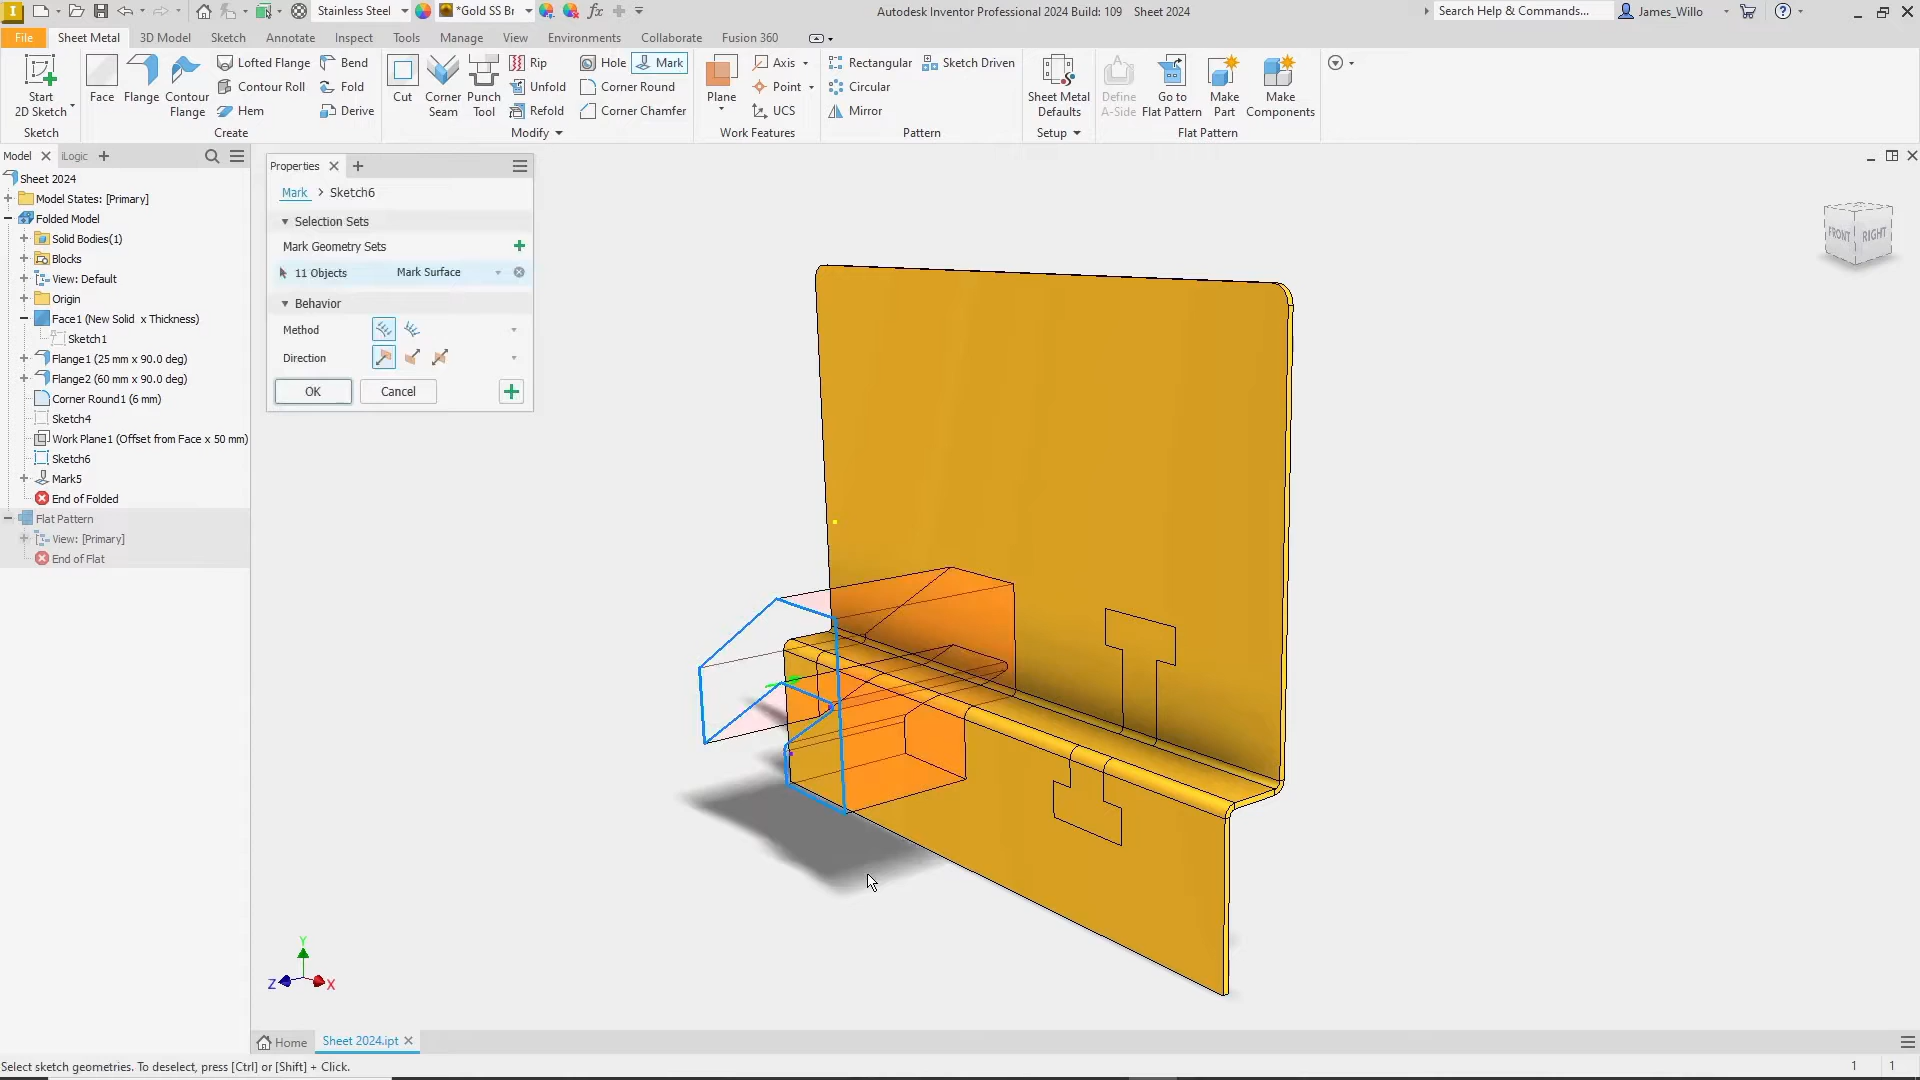 Stainless Steel
*Gold SS Br
fx
Autodesk Inventor Professional 2024 Build: 109 Sheet 2024
Search Help & Commands...
James_Willo
File Sheet Metal 3D Model Sketch Annotate Inspect Tools Manage View Environments Collaborate Fusion 360
Start
2D Sketch
Sketch
Face
Flange
Contour
Flange
Lofted Flange
Contour Roll
Hem
Bend
Fold
Derive
Create
Cut
Corner
Seam
Punch
Tool
Rip
Unfold
Refold
Hole
Mark
Corner Round
Corner Chamfer
Modify
Plane
Axis
Point
UCS
Work Features
Rectangular
Circular
Mirror
Sketch Driven
Pattern
Sheet Metal
Defaults
Setup
Define
A-Side
Go to
Flat Pattern
Make
Part
Make
Components
Flat Pattern
Model
iLogic
Sheet 2024
Model States: [Primary]
Folded Model
Solid Bodies(1)
Blocks
View: Default
Origin
Face1 (New Solid x Thickness)
Sketch1
Flange1 (25 mm x 90.0 deg)
Flange2 (60 mm x 90.0 deg)
Corner Round1 (6 mm)
Sketch4
Work Plane1 (Offset from Face x 50 mm)
Sketch6
Mark5
End of Folded
Flat Pattern
View: [Primary]
End of Flat
Properties
Mark > Sketch6
Selection Sets
Mark Geometry Sets
11 Objects Mark Surface
Behavior
Method
Direction
OK
Cancel
FRONT RIGHT
Y
Z X
Home
Sheet 2024.ipt
Select sketch geometries. To deselect, press [Ctrl] or [Shift] + Click.
1 1